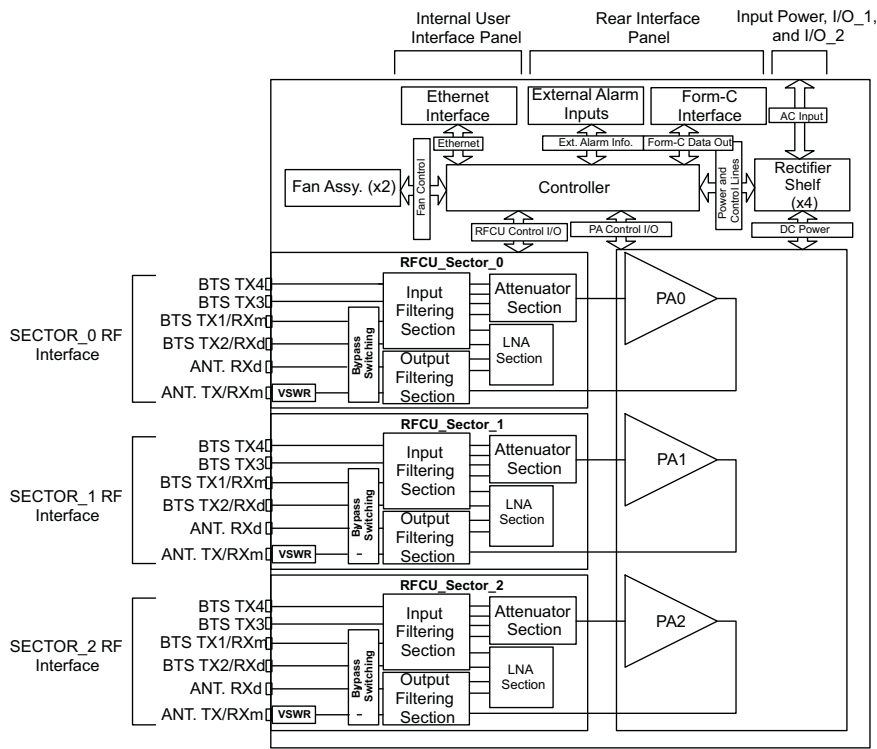 Internal User
Interface Panel
Rear Interface
Panel
Input Power, I/O_1,
and I/O_2
Ethernet
Interface
External Alarm
Inputs
Form-C
Interface
AC Input
Ethernet
Ext. Alarm Info.
Form-C Data Out
Fan Assy. (x2)
Fan Control
Controller
Power and
Control Lines
Rectifier
Shelf
(x4)
RFCU Control I/O
PA Control I/O
DC Power
SECTOR_0 RF
Interface
BTS TX4
BTS TX3
BTS TX1/RXm
BTS TX2/RXd
ANT. RXd
ANT. TX/RXm
VSWR
RFCU_Sector_0
Bypass
Switching
Input
Filtering
Section
Output
Filtering
Section
Attenuator
Section
LNA
Section
PA0
SECTOR_1 RF
Interface
BTS TX4
BTS TX3
BTS TX1/RXm
BTS TX2/RXd
ANT. RXd
ANT. TX/RXm
VSWR
RFCU_Sector_1
Bypass
Switching
Input
Filtering
Section
Output
Filtering
Section
Attenuator
Section
LNA
Section
PA1
SECTOR_2 RF
Interface
BTS TX4
BTS TX3
BTS TX1/RXm
BTS TX2/RXd
ANT. RXd
ANT. TX/RXm
VSWR
RFCU_Sector_2
Bypass
Switching
Input
Filtering
Section
Output
Filtering
Section
Attenuator
Section
LNA
Section
PA2